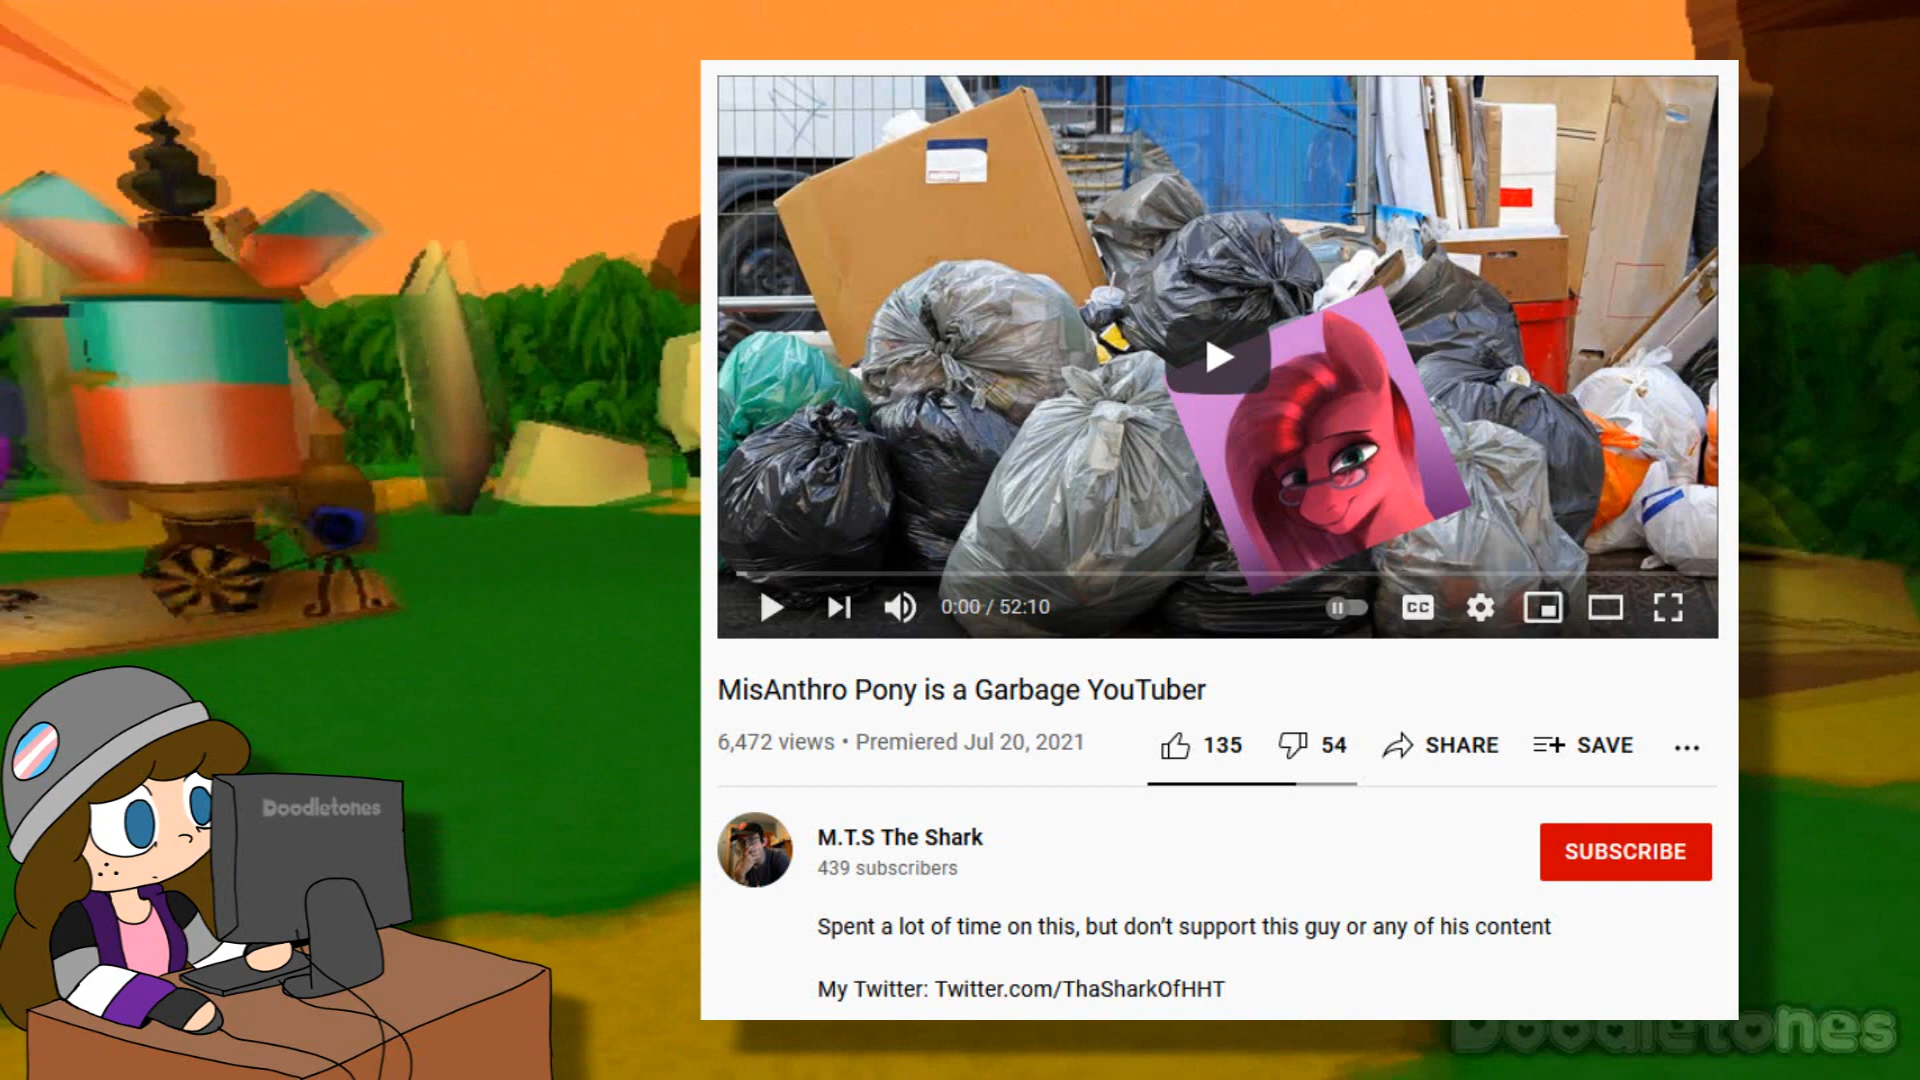 CC
0:00 / 52:10
MisAnthro Pony is a Garbage YouTuber
6,472 views • Premiered Jul 20, 2021
135
54
SHARE
SAVE
M.T.S The Shark
439 subscribers
SUBSCRIBE
Spent a lot of time on this, but don't support this guy or any of his content
My Twitter: Twitter.com/ThaSharkOfHHT
Doodletones
Doodletones